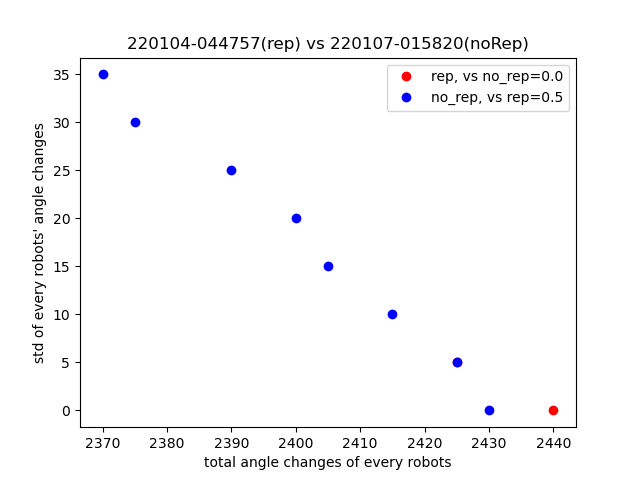 220104-044757(rep) vs 220107-015820(noRep)
rep, vs no_rep=0.0
no_rep, vs rep=0.5
35
30
25
20
15
10
5
0
std of every robots' angle changes
2370 2380 2390 2400 2410 2420 2430 2440
total angle changes of every robots